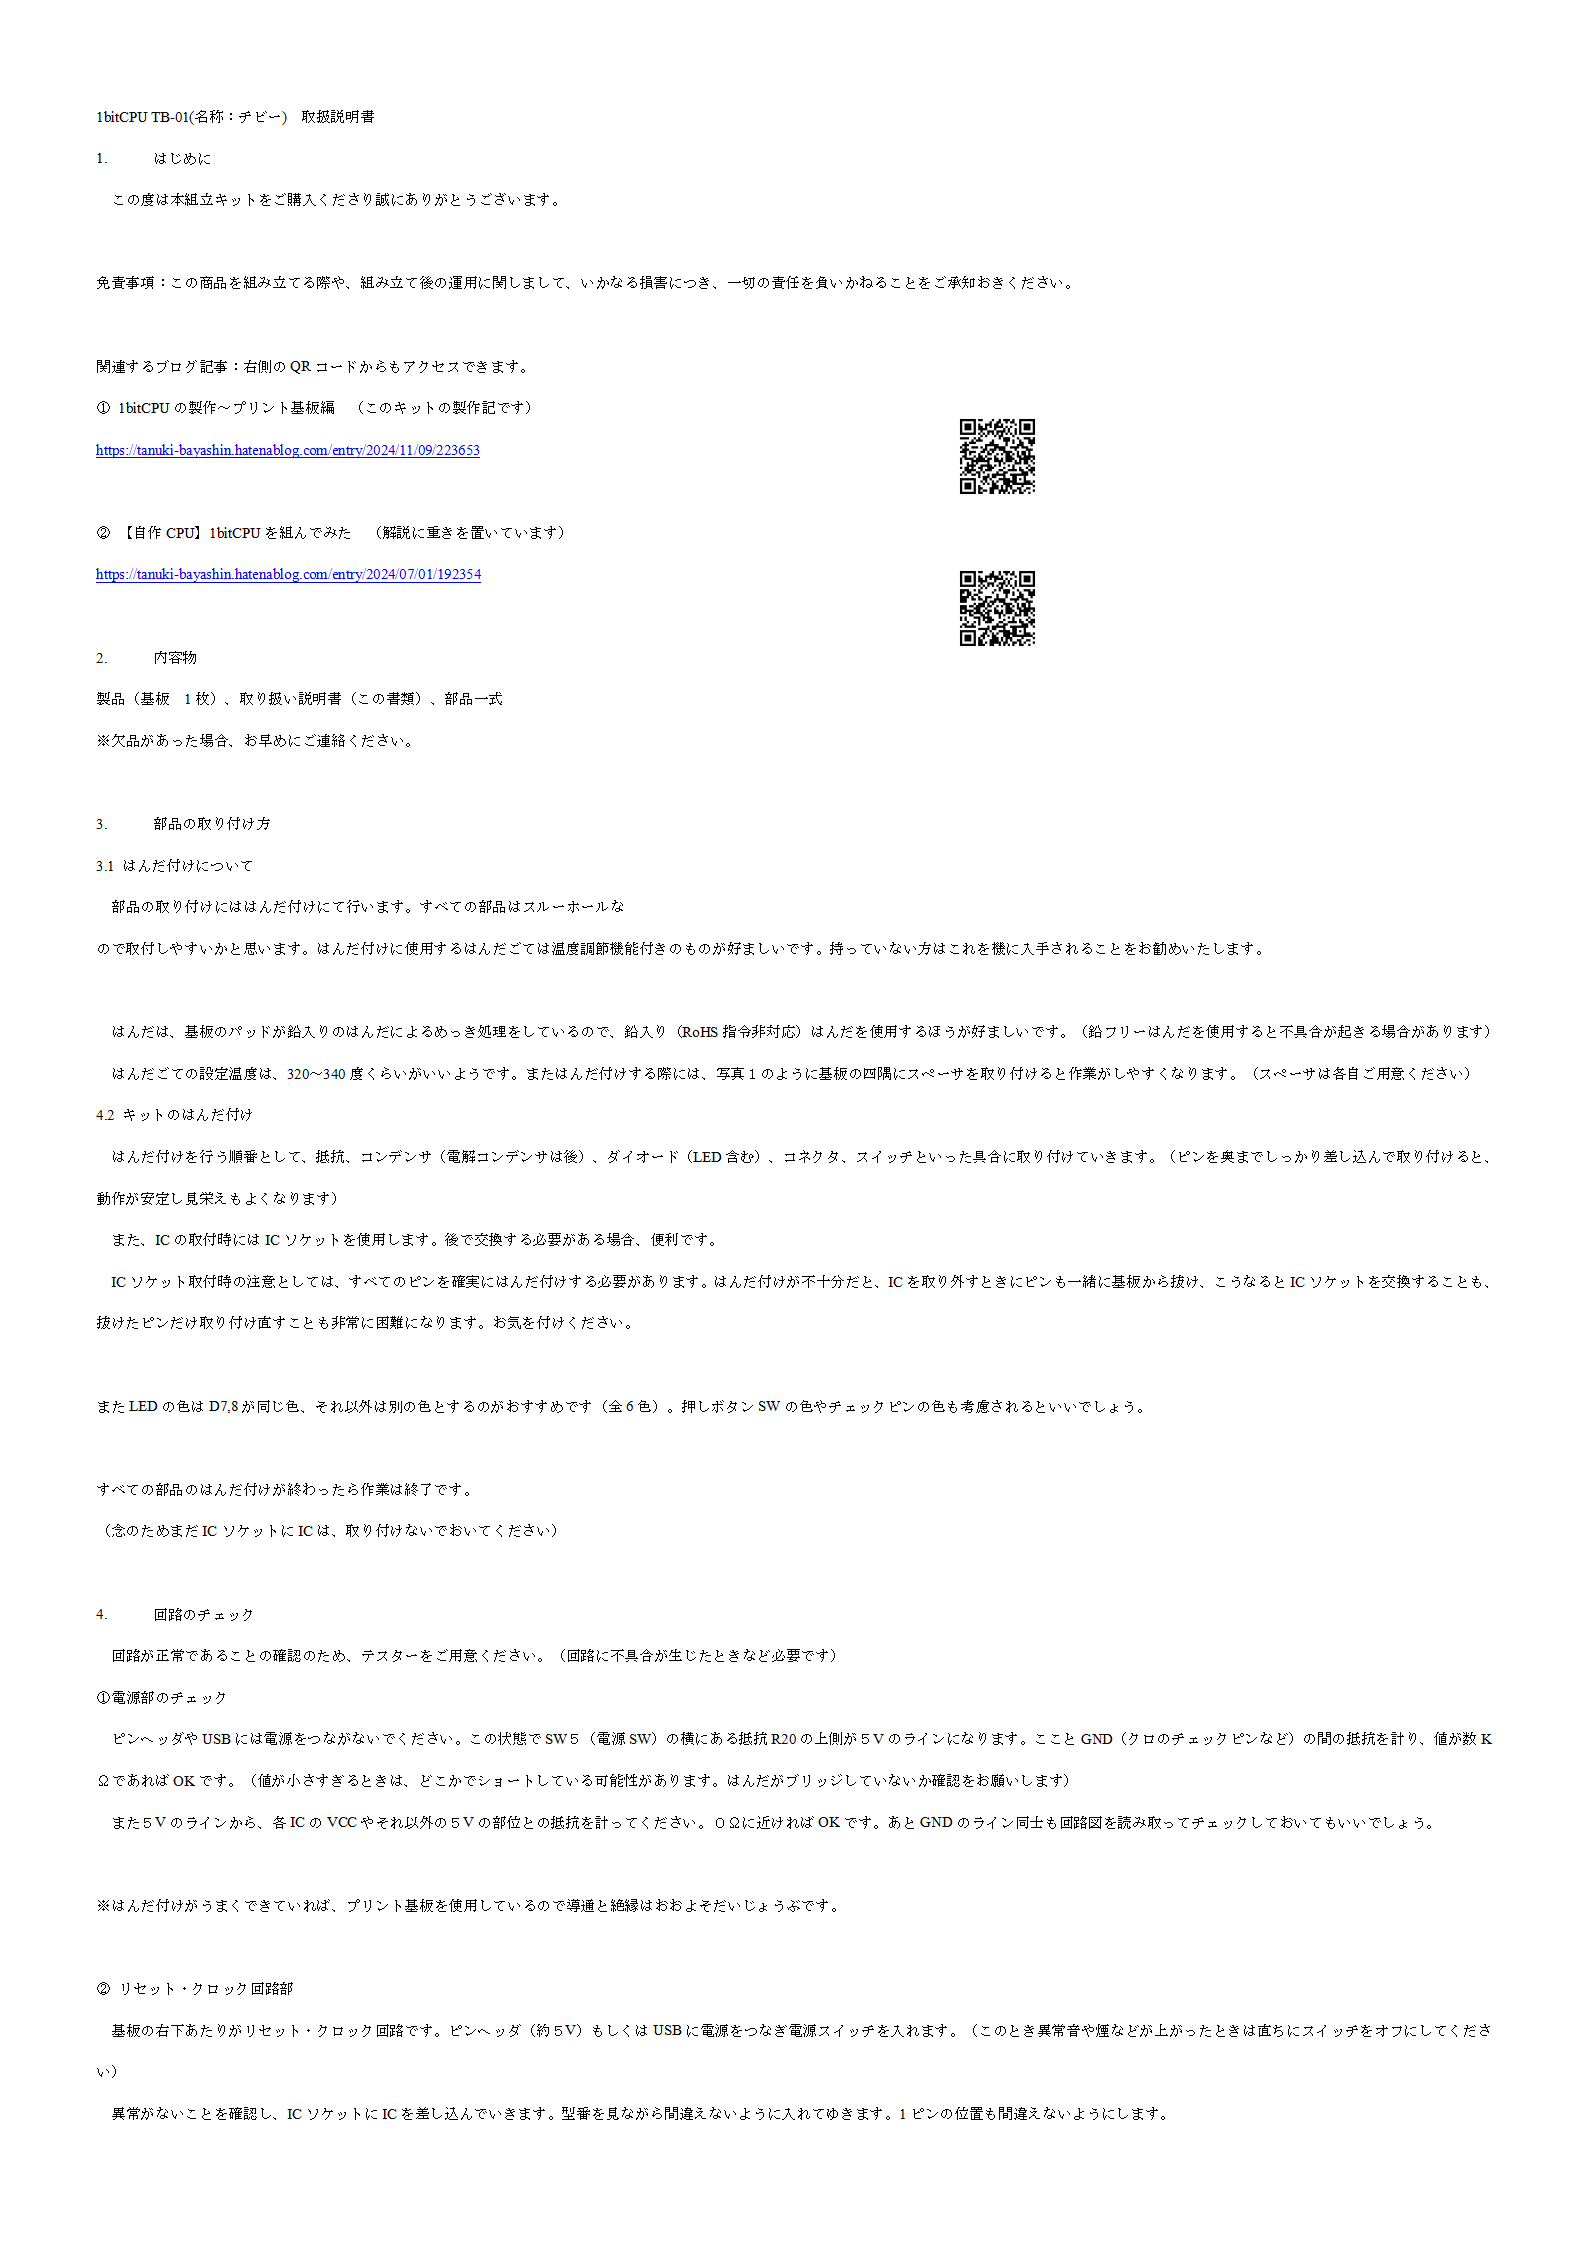 1bitCPU TB-01(名称：チビー)　取扱説明書
1.　はじめに
　この度は本組立キットをご購入くださり誠にありがとうございます。
免責事項：この商品を組み立てる際や、組み立て後の運用に関しまして、いかなる損害につき、一切の責任を負いかねることをご承知おきください。
関連するブログ記事：右側の QR コードからもアクセスできます。
① 1bitCPU の製作～プリント基板編　（このキットの製作記です）
https://tanuki-bayashin.hatenablog.com/entry/2024/11/09/223653
② 【自作 CPU】1bitCPU を組んでみた　（解説に重きを置いています）
https://tanuki-bayashin.hatenablog.com/entry/2024/07/01/192354
2.　内容物
製品（基板　1 枚）、取り扱い説明書（この書類）、部品一式
※欠品があった場合、お早めにご連絡ください。
3.　部品の取り付け方
3.1 はんだ付けについて
　部品の取り付けにははんだ付けにて行います。すべての部品はスルーホールな
ので取付しやすいかと思います。はんだ付けに使用するはんだごては温度調節機能付きのものが好ましいです。持っていない方はこれを機に入手されることをお勧めいたします。
　はんだは、基板のパッドが鉛入りのはんだによるめっき処理をしているので、鉛入り（RoHS 指令非対応）はんだを使用するほうが好ましいです。（鉛フリーはんだを使用すると不具合が起きる場合があります）
　はんだごての設定温度は、320～340 度くらいがいいようです。またはんだ付けする際には、写真 1 のように基板の四隅にスペーサを取り付けると作業がしやすくなります。（スペーサは各自ご用意ください）
4.2 キットのはんだ付け
　はんだ付けを行う順番として、抵抗、コンデンサ（電解コンデンサは後）、ダイオード（LED 含む）、コネクタ、スイッチといった具合に取り付けていきます。（ピンを奥までしっかり差し込んで取り付けると、
動作が安定し見栄えもよくなります）
　また、IC の取付時には IC ソケットを使用します。後で交換する必要がある場合、便利です。
　IC ソケット取付時の注意としては、すべてのピンを確実にはんだ付けする必要があります。はんだ付けが不十分だと、IC を取り外すときにピンも一緒に基板から抜け、こうなると IC ソケットを交換することも、
抜けたピンだけ取り付け直すことも非常に困難になります。お気を付けください。
また LED の色は D7,8 が同じ色、それ以外は別の色とするのがおすすめです（全 6 色）。押しボタン SW の色やチェックピンの色も考慮されるといいでしょう。
すべての部品のはんだ付けが終わったら作業は終了です。
（念のためまだ IC ソケットに IC は、取り付けないでおいてください）
4.　回路のチェック
　回路が正常であることの確認のため、テスターをご用意ください。（回路に不具合が生じたときなど必要です）
①電源部のチェック
　ピンヘッダや USB には電源をつながないでください。この状態で SW５（電源 SW）の横にある抵抗 R20 の上側が５V のラインになります。ここと GND（クロのチェックピンなど）の間の抵抗を計り、値が数 K
Ωであれば OK です。（値が小さすぎるときは、どこかでショートしている可能性があります。はんだがブリッジしていないか確認をお願いします）
　また５V のラインから、各 IC の VCC やそれ以外の５V の部位との抵抗を計ってください。０Ωに近ければ OK です。あと GND のライン同士も回路図を読み取ってチェックしておいてもいいでしょう。
※はんだ付けがうまくできていれば、プリント基板を使用しているので導通と絶縁はおおよそだいじょうぶです。
② リセット・クロック回路部
　基板の右下あたりがリセット・クロック回路です。ピンヘッダ（約５V）もしくは USB に電源をつなぎ電源スイッチを入れます。（このとき異常音や煙などが上がったときは直ちにスイッチをオフにしてくださ
い）
　異常がないことを確認し、IC ソケットに IC を差し込んでいきます。型番を見ながら間違えないように入れてゆきます。1 ピンの位置も間違えないようにします。